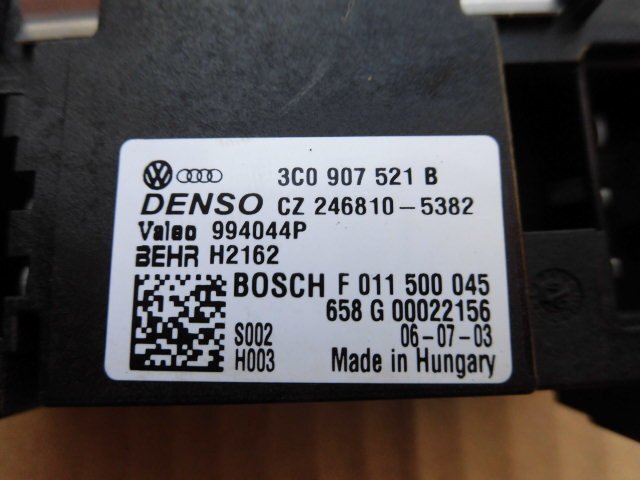 3C0 907 521 B
DENSO CZ 246810-5382
Valeo 994044P
BEHR H2162
BOSCH F 011 500 045
658 G 00022156
S002 06-07-03
H003 Made in Hungary